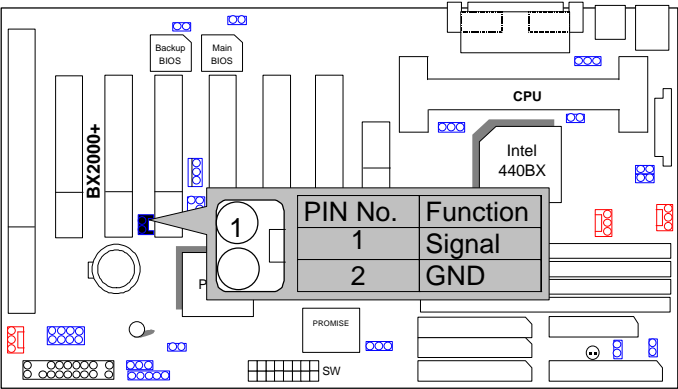 Backup
BIOS
Main
BIOS
CPU
BX2000+
Intel
440BX
1
PIN No. Function
1 Signal
2 GND
P
PROMISE
SW